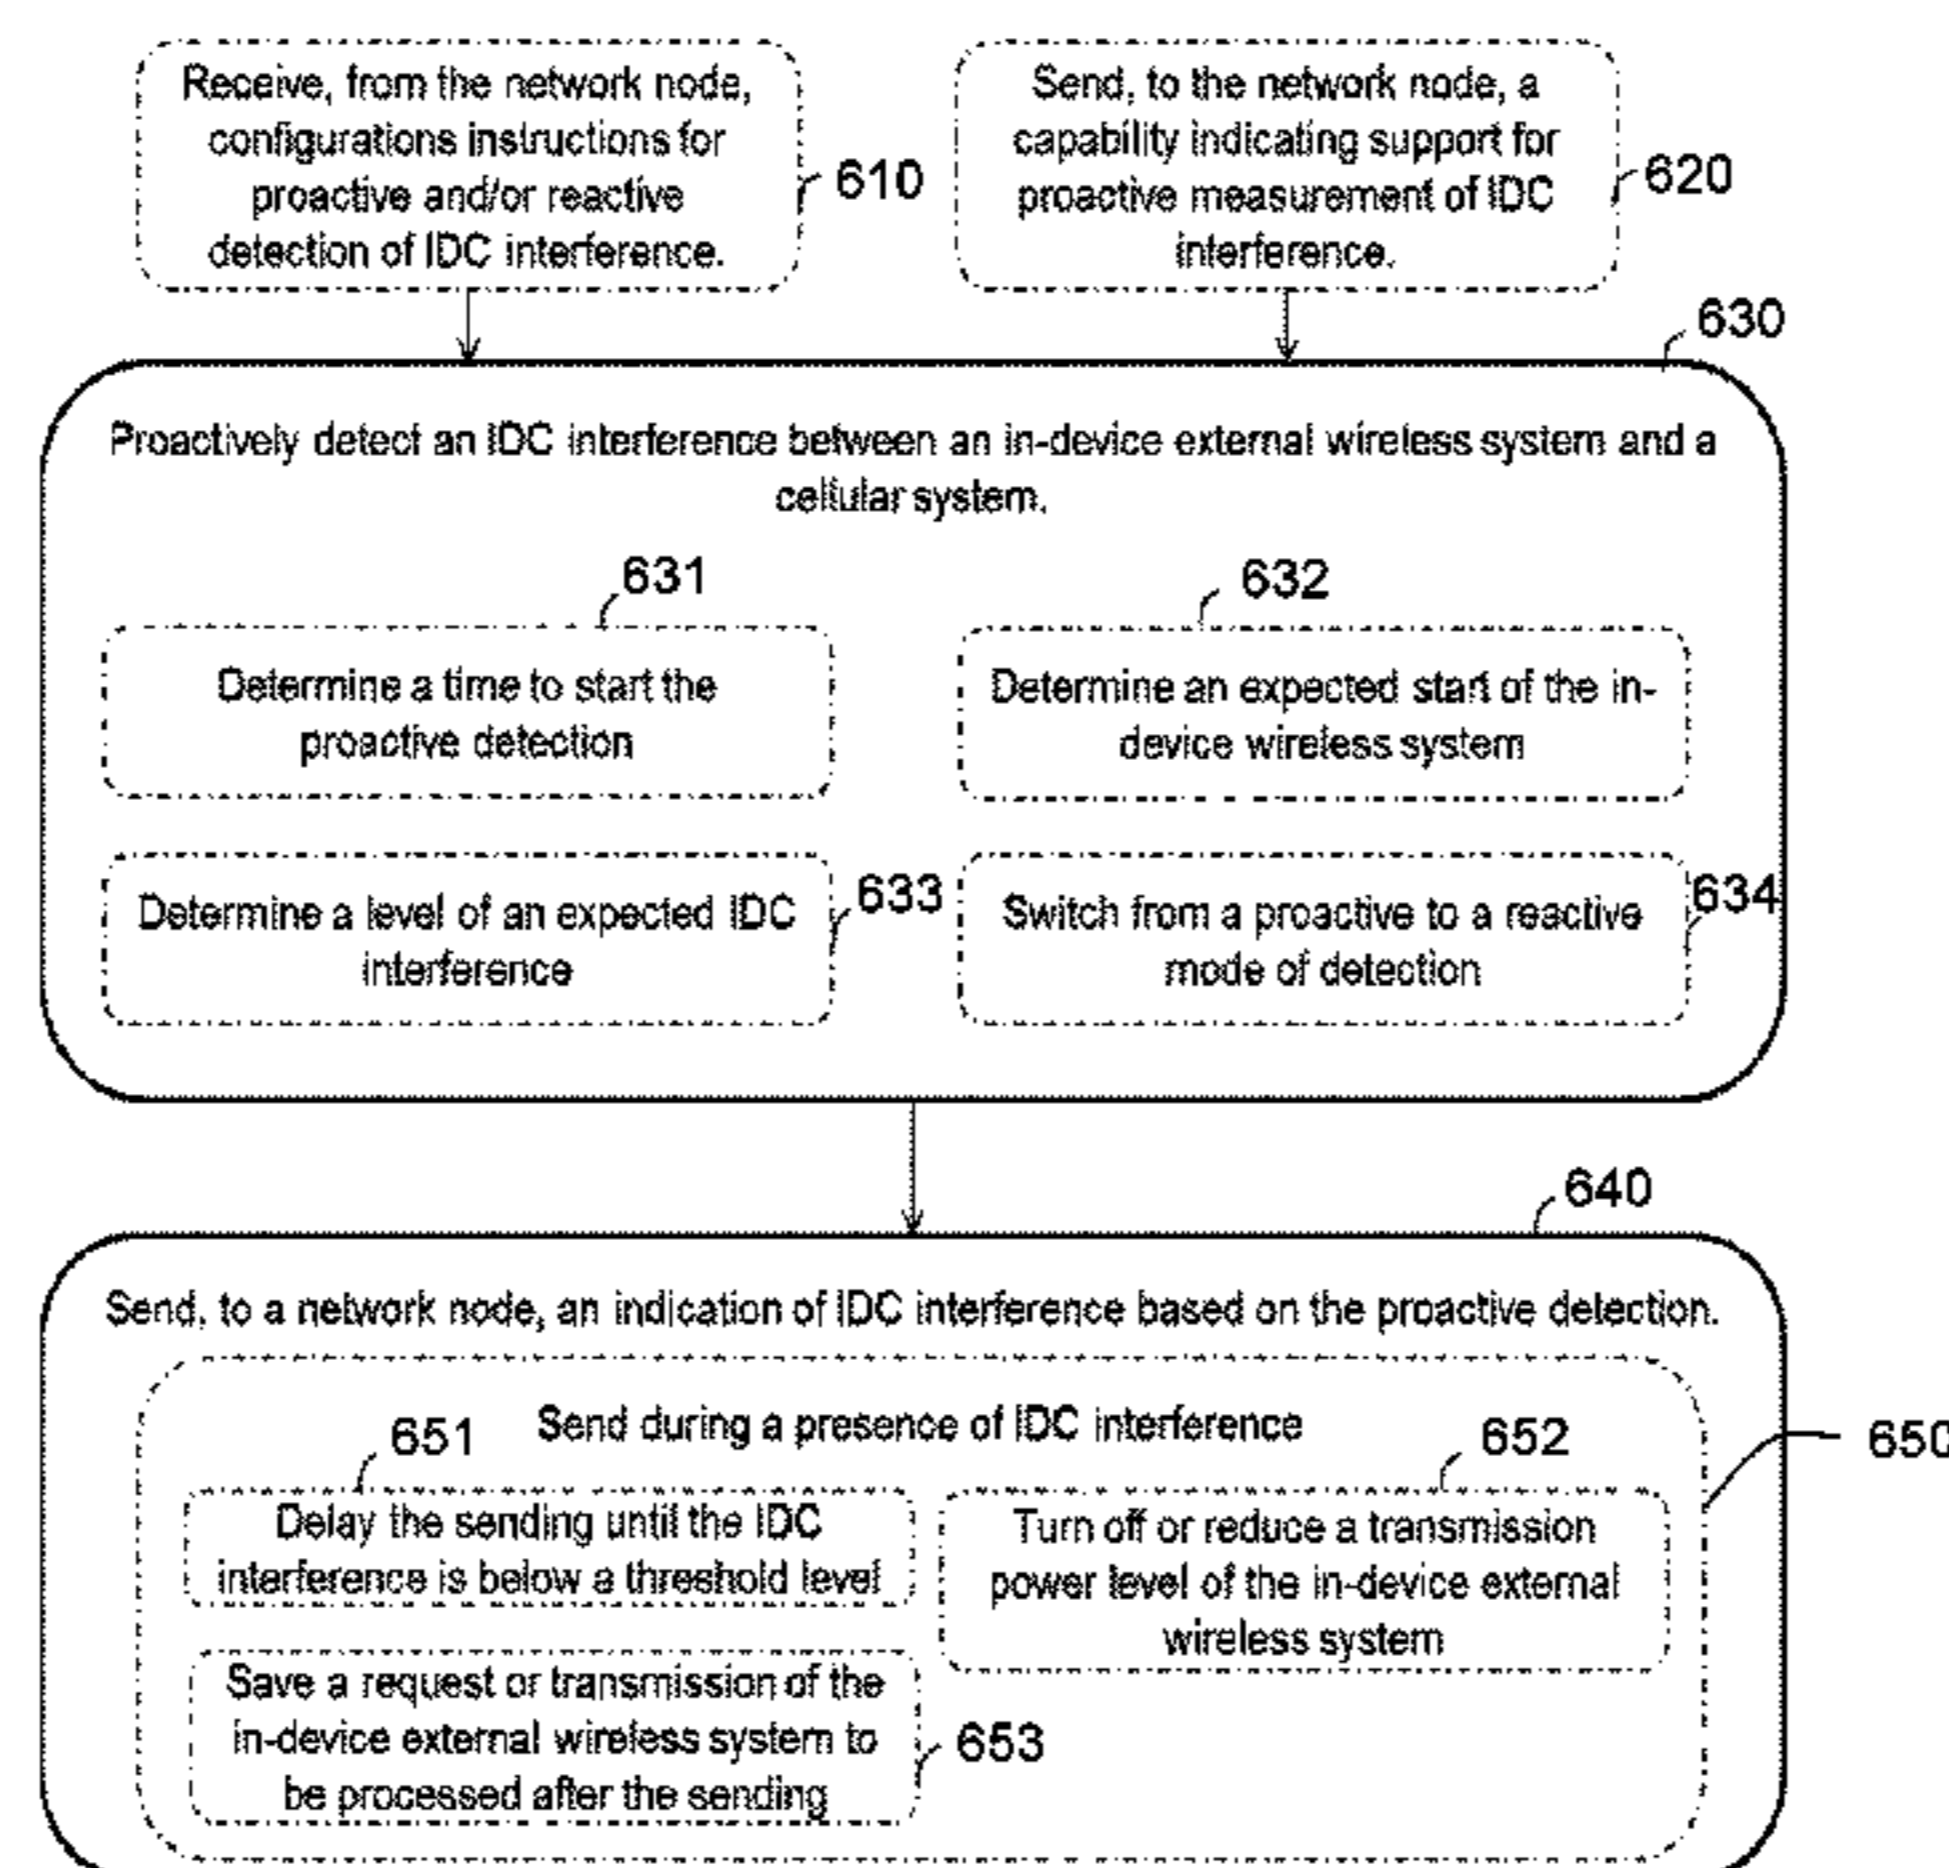 Receive, from the network node,
configurations instructions for
proactive and/or reactive
detection of IDC interference.
610
Send, to the network node, a
capability indicating support for
proactive measurement of IDC
interference.
620
630
Proactively detect an IDC interference between an in-device external wireless system and a
cellular system.
631
Determine a time to start the
proactive detection
632
Determine an expected start of the in-
device wireless system
Determine a level of an expected IDC
interference
633
Switch from a proactive to a reactive
mode of detection
634
640
Send, to a network node, an indication of IDC interference based on the proactive detection.
Send during a presence of IDC interference
650
651
Delay the sending until the IDC
interference is below a threshold level
652
Turn off or reduce a transmission
power level of the in-device external
wireless system
Save a request or transmission of the
in-device external wireless system to
be processed after the sending
653